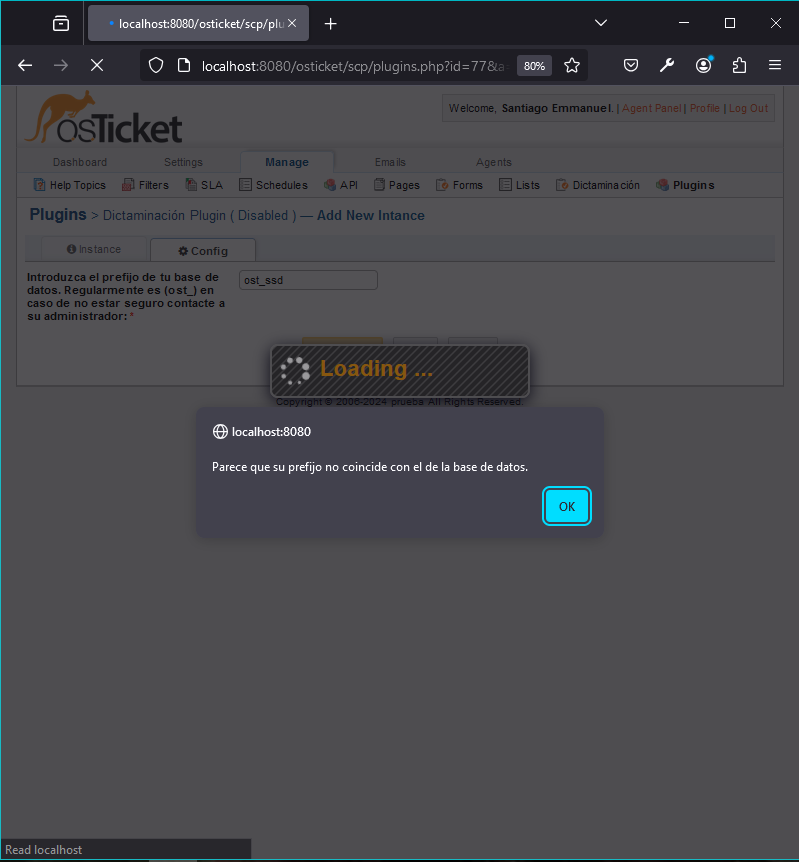 localhost:8080/osticket/scp/plu
localhost:8080/osticket/scp/plugins.php?id=77&a
80%
osTicket
Welcome, Santiago Emmanuel. | Agent Panel | Profile | Log Out
Dashboard Settings Manage Emails Agents
Help Topics Filters SLA Schedules API Pages Forms Lists Dictaminación Plugins
Plugins > Dictaminación Plugin ( Disabled ) — Add New Intance
Instance Config
Introduzca el prefijo de tu base de
datos. Regularmente es (ost_) en
caso de no estar seguro contacte a
su administrador: *
ost_ssd
Loading ...
Copyright © 2006-2024 prueba All Rights Reserved.
localhost:8080
Parece que su prefijo no coincide con el de la base de datos.
OK
Read localhost